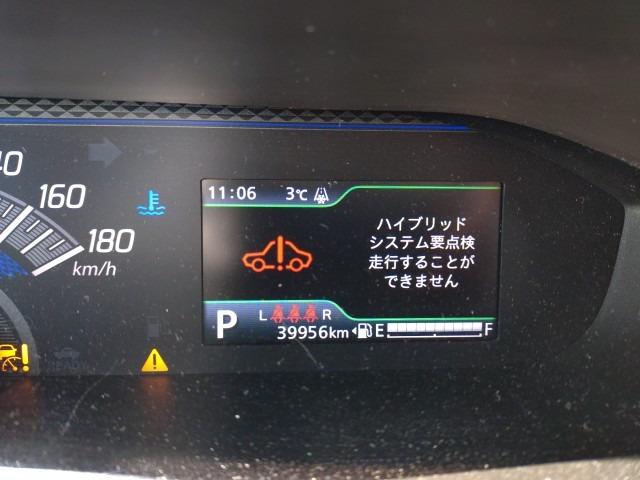 11:06 3℃
160
180
km/h
ハイブリッド
システム要点検
走行することが
できません
P
L R
39956km
E F
READY